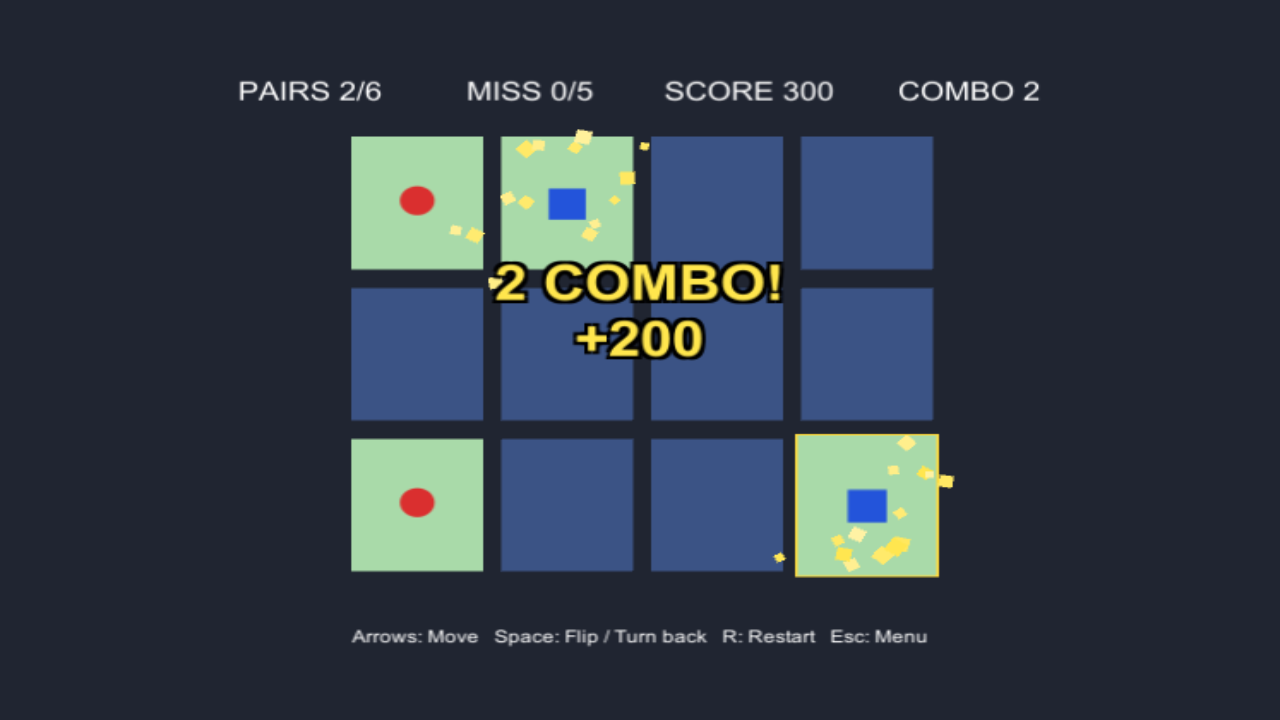 PAIRS 2/6 MISS 0/5 SCORE 300 COMBO 2
2 COMBO!
+200
Arrows: Move Space: Flip / Turn back R: Restart Esc: Menu